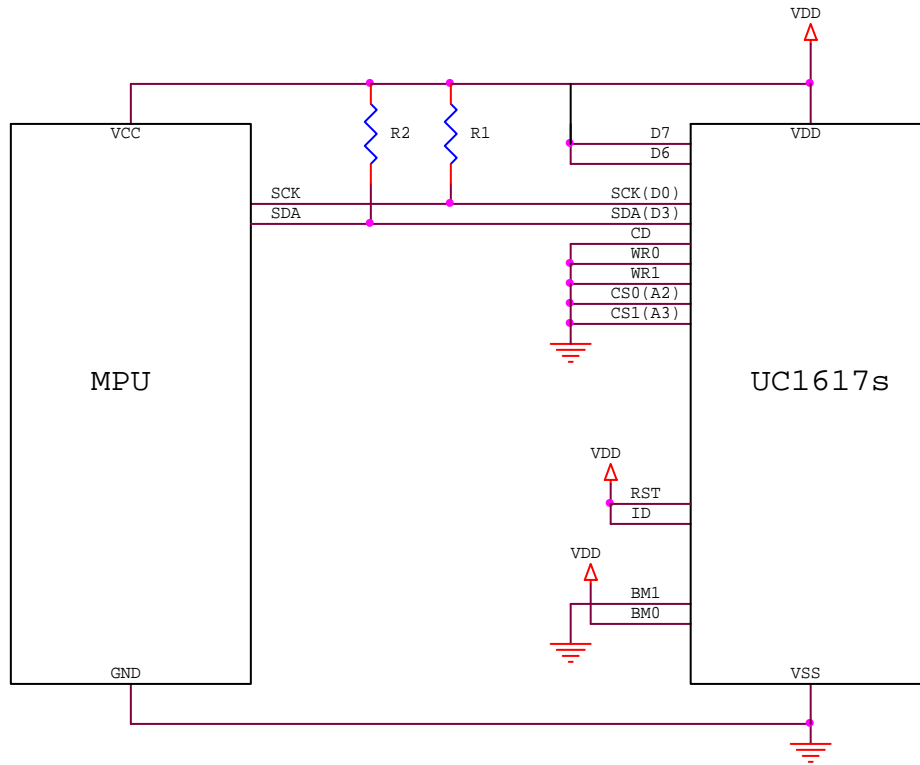 VDD
VCC
R2
R1
D7
VDD
D6
SCK
SCK(D0)
SDA
SDA(D3)
CD
WR0
WR1
CS0(A2)
CS1(A3)
MPU
UC1617s
VDD
RST
ID
VDD
BM1
BM0
GND
VSS